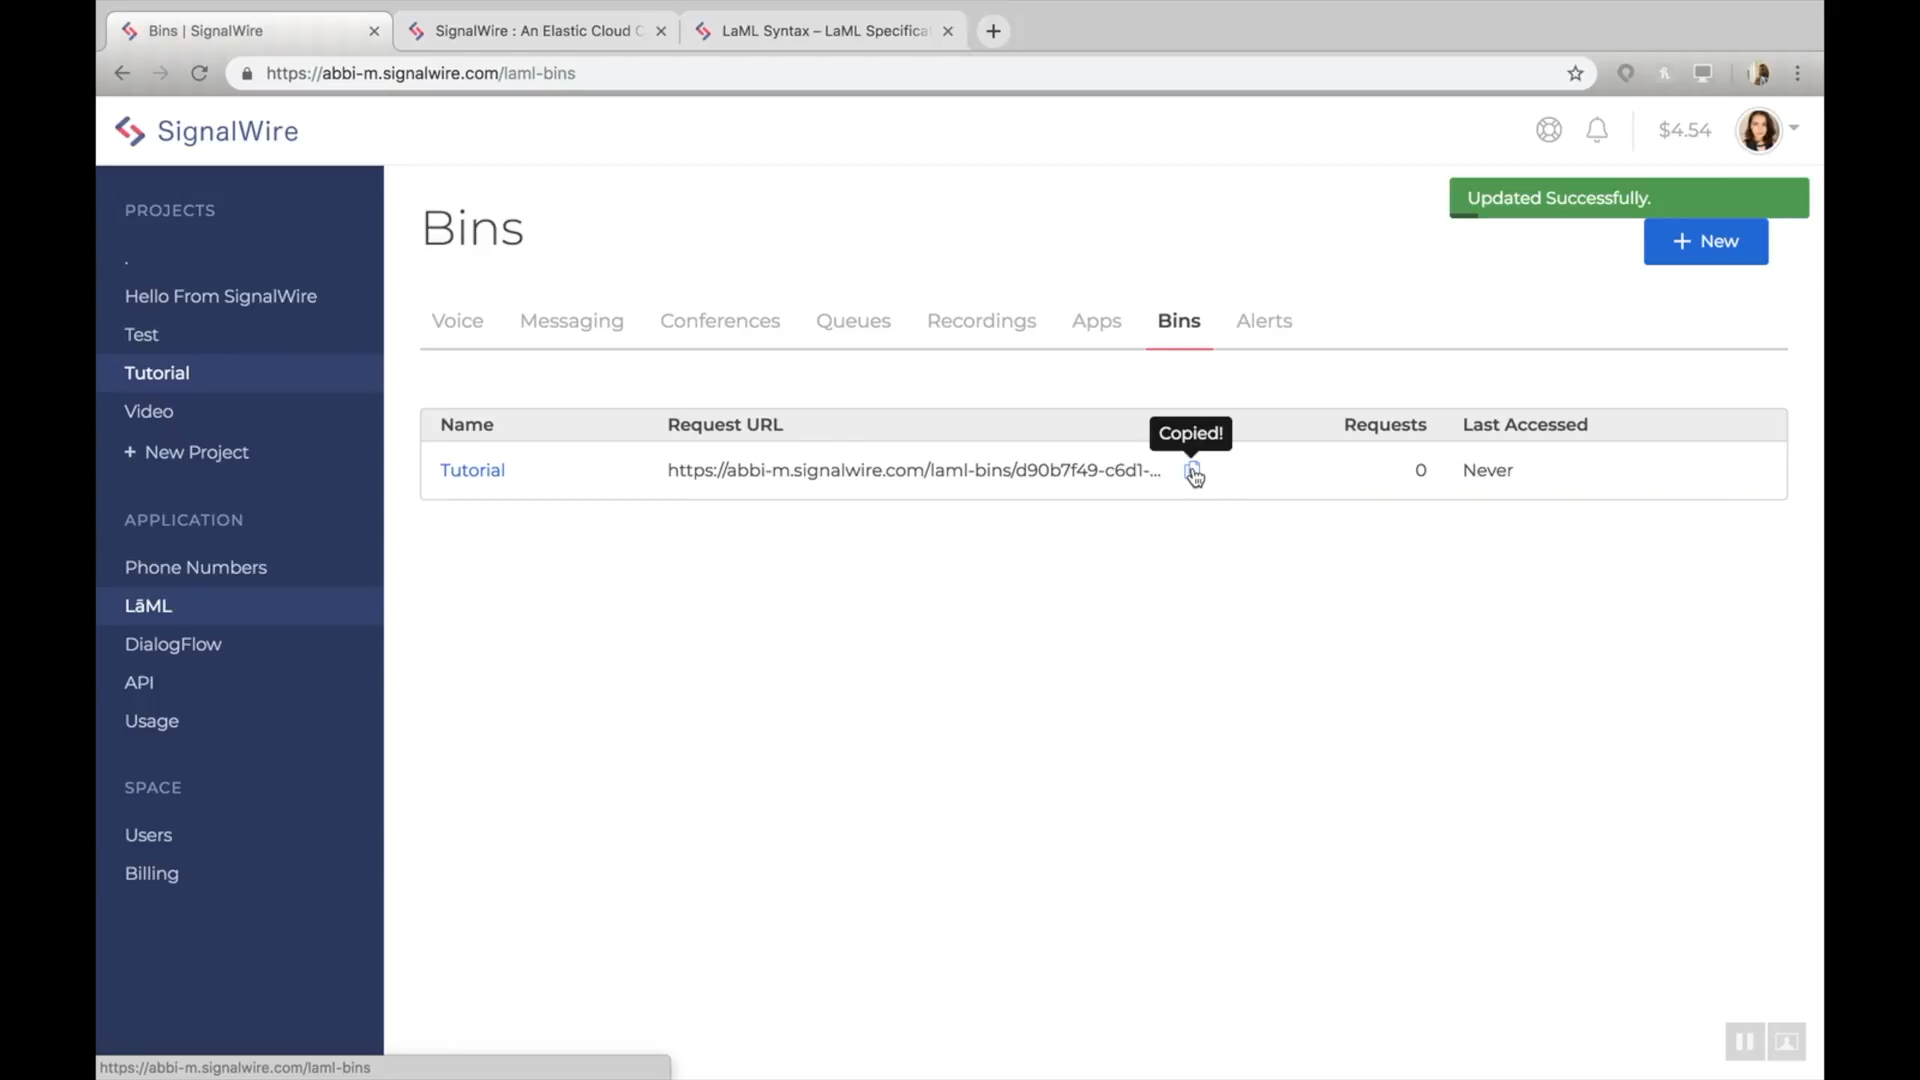 Bins | SignalWire
SignalWire : An Elastic Cloud C
LaML Syntax – LaML Specifica
https://abbi-m.signalwire.com/laml-bins
SignalWire
$4.54
Updated Successfully.
PROJECTS
.
Hello From SignalWire
Test
Tutorial
Video
+ New Project
APPLICATION
Phone Numbers
LāML
DialogFlow
API
Usage
SPACE
Users
Billing
Bins
+ New
Voice Messaging Conferences Queues Recordings Apps Bins Alerts
Name Request URL Requests Last Accessed
Copied!
Tutorial https://abbi-m.signalwire.com/laml-bins/d90b7f49-c6d1-... 0 Never
https://abbi-m.signalwire.com/laml-bins